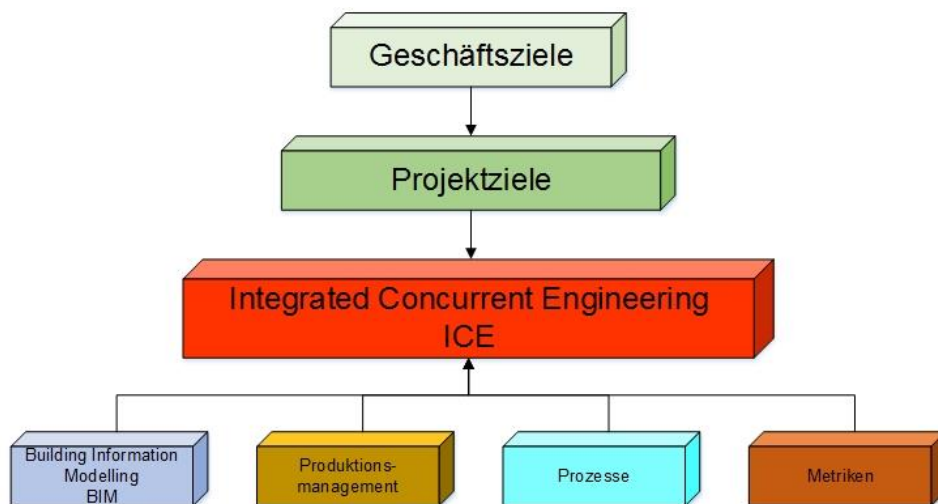 Geschäftsziele
Projektziele
Integrated Concurrent Engineering
ICE
Building Information
Modelling
BIM
Produktions-
management
Prozesse
Metriken